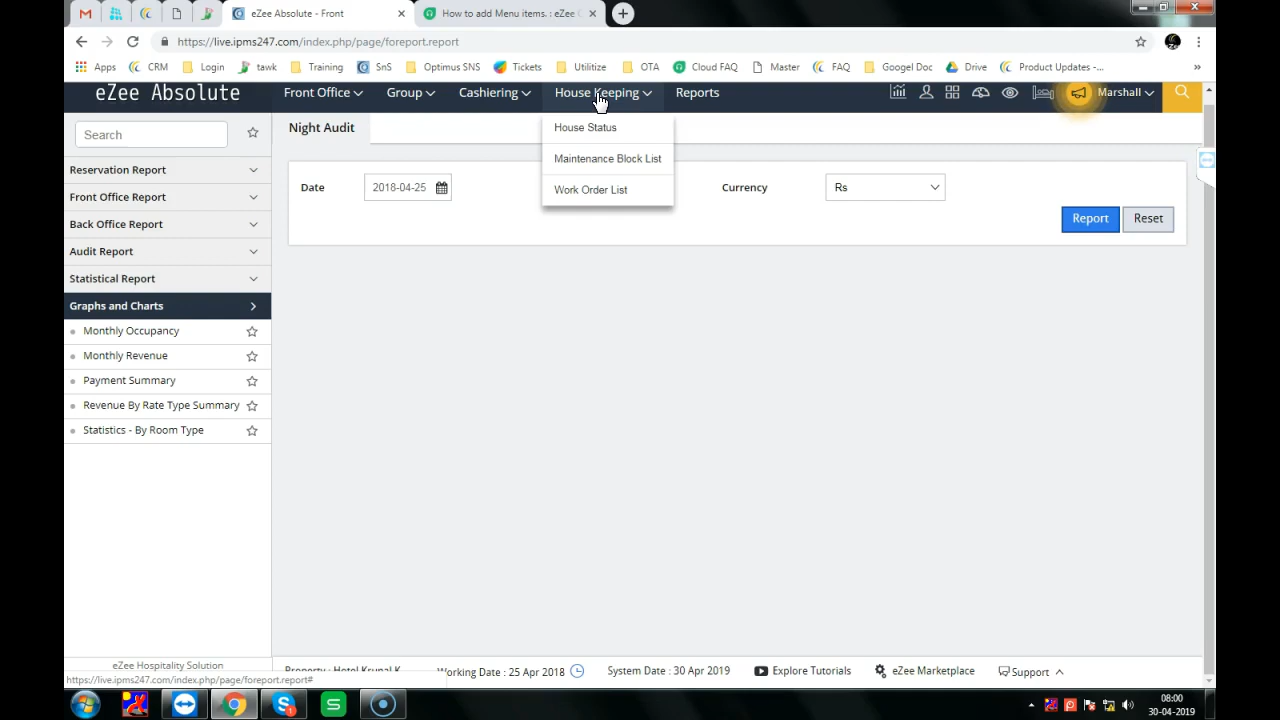 eZee Absolute - Front
How to add Menu items. : eZee
https://live.ipms247.com/index.php/page/foreport.report
Apps CRM Login tawk Training SnS Optimus SNS Tickets Utilitize OTA Cloud FAQ Master FAQ Googel Doc Drive Product Updates -... »
eZee Absolute Front Office Group Cashiering House Keeping Reports Marshall
Search
Night Audit
House Status
Maintenance Block List
Work Order List
Date 2018-04-25 Currency Rs
Report Reset
Reservation Report
Front Office Report
Back Office Report
Audit Report
Statistical Report
Graphs and Charts
Monthly Occupancy
Monthly Revenue
Payment Summary
Revenue By Rate Type Summary
Statistics - By Room Type
eZee Hospitality Solution
https://live.ipms247.com/index.php/page/foreport.report#
Working Date : 25 Apr 2018 System Date : 30 Apr 2019 Explore Tutorials eZee Marketplace Support
08:00
30-04-2019